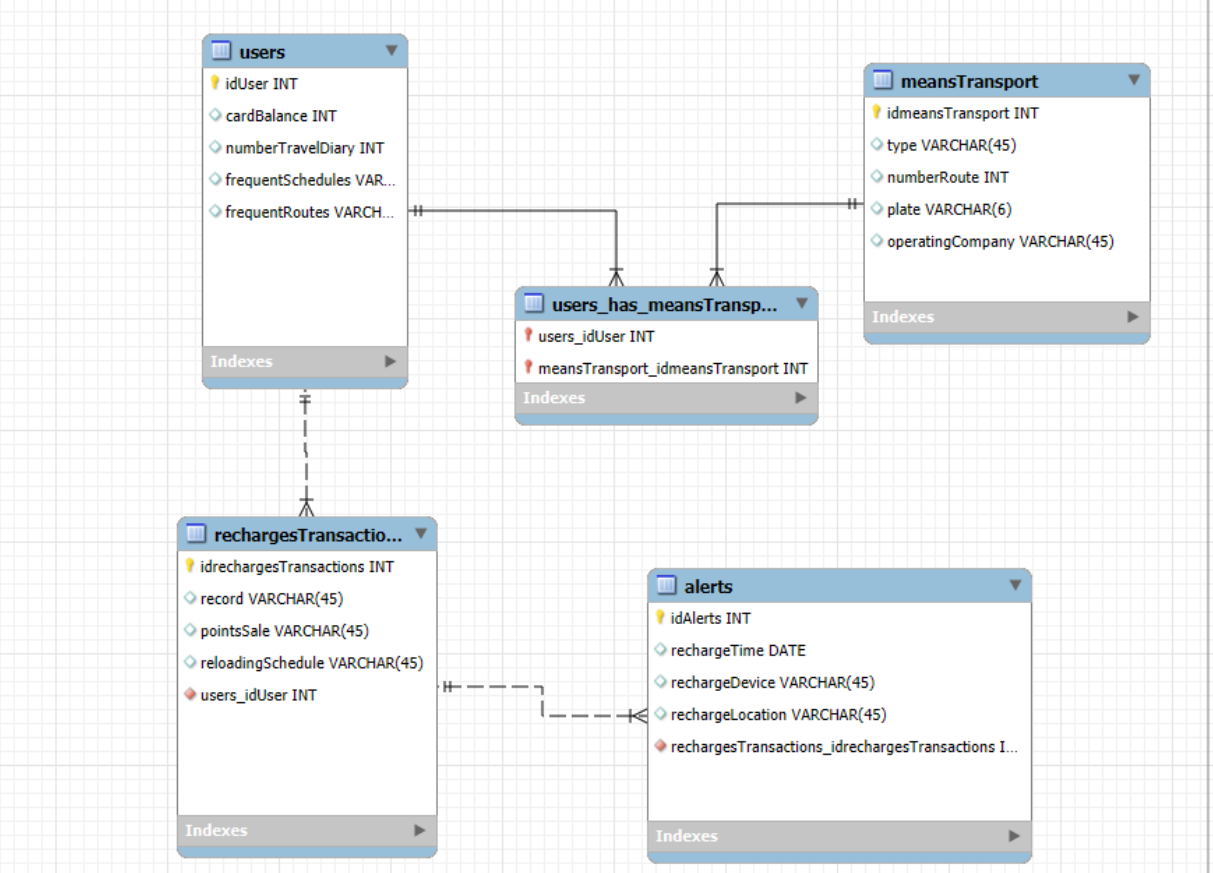 users
idUser INT
cardBalance INT
numberTravelDiary INT
frequentSchedules VAR...
frequentRoutes VARCH...
Indexes
meansTransport
idmeansTransport INT
type VARCHAR(45)
numberRoute INT
plate VARCHAR(6)
operatingCompany VARCHAR(45)
Indexes
users_has_meansTransp...
users_idUser INT
meansTransport_idmeansTransport INT
Indexes
rechargesTransactio...
idrechargesTransactions INT
record VARCHAR(45)
pointsSale VARCHAR(45)
reloadingSchedule VARCHAR(45)
users_idUser INT
Indexes
alerts
idAlerts INT
rechargeTime DATE
rechargeDevice VARCHAR(45)
rechargeLocation VARCHAR(45)
rechargesTransactions_idrechargesTransactions I...
Indexes